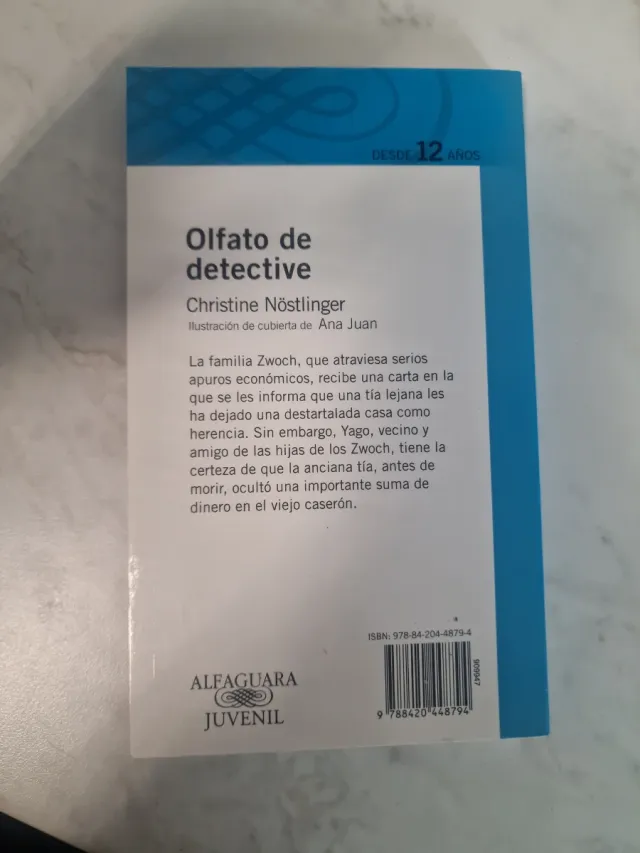 DESDE 12 AÑOS
Olfato de
detective
Christine Nöstlinger
Ilustración de cubierta de Ana Juan
La familia Zwoch, que atraviesa serios
apuros económicos, recibe una carta en la
que se les informa que una tía lejana les
ha dejado una destartalada casa como
herencia. Sin embargo, Yago, vecino y
amigo de las hijas de los Zwoch, tiene la
certeza de que la anciana tía, antes de
morir, ocultó una importante suma de
dinero en el viejo caserón.
ISBN: 978-84-204-4879-4
909947
9 788420 448794
ALFAGUARA
JUVENIL